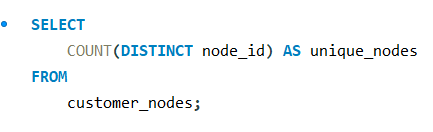 SELECT
COUNT(DISTINCT node_id) AS unique_nodes
FROM
customer_nodes;